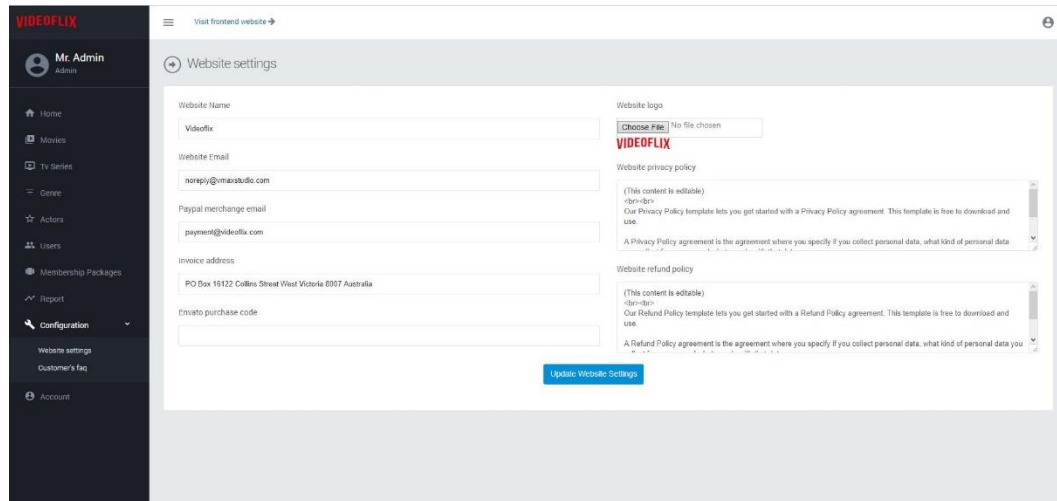 VIDEOFLIX
Visit frontend website
Mr. Admin
Admin
Home
Movies
Tv Series
Genre
Actors
Users
Membership Packages
Report
Configuration
Website settings
Customer's faq
Account
Website settings
Website Name
Videoflix
Website Email
noreply@vmaxstudio.com
Paypal merchange email
payment@videoflix.com
Invoice address
PO Box 16122 Collins Street West Victoria 8007 Australia
Envato purchase code
Website logo
Choose File No file chosen
VIDEOFLIX
Website privacy policy
(This content is editable)
<br><br>
Our Privacy Policy template lets you get started with a Privacy Policy agreement. This template is free to download and
use.
A Privacy Policy agreement is the agreement where you specify if you collect personal data, what kind of personal data
Website refund policy
(This content is editable)
<br><br>
Our Refund Policy template lets you get started with a Refund Policy agreement. This template is free to download and
use.
A Refund Policy agreement is the agreement where you specify if you collect personal data, what kind of personal data you
Update Website Settings